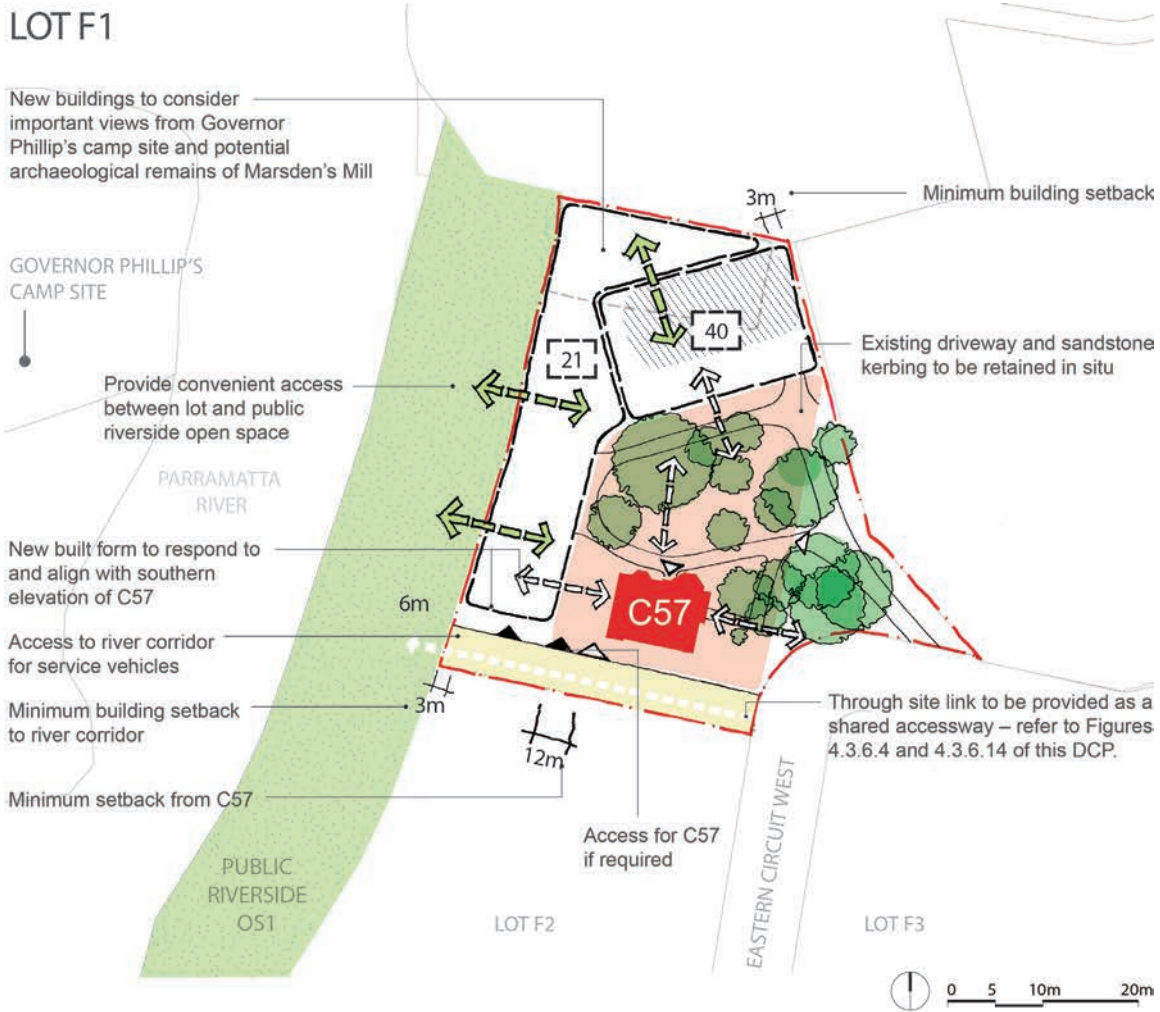 LOT F1
New buildings to consider
important views from Governor
Phillip's camp site and potential
archaeological remains of Marsden's Mill
3m
Minimum building setback
GOVERNOR PHILLIP'S
CAMP SITE
40
21
Existing driveway and sandstone
kerbing to be retained in situ
Provide convenient access
between lot and public
riverside open space
PARRAMATTA
RIVER
New built form to respond to
and align with southern
elevation of C57
6m
C57
Access to river corridor
for service vehicles
Minimum building setback
to river corridor
3m
Through site link to be provided as a
shared accessway – refer to Figures
4.3.6.4 and 4.3.6.14 of this DCP.
12m
Minimum setback from C57
Access for C57
if required
EASTERN CIRCUIT WEST
PUBLIC
RIVERSIDE
OS1
LOT F2
LOT F3
0 5 10m 20m